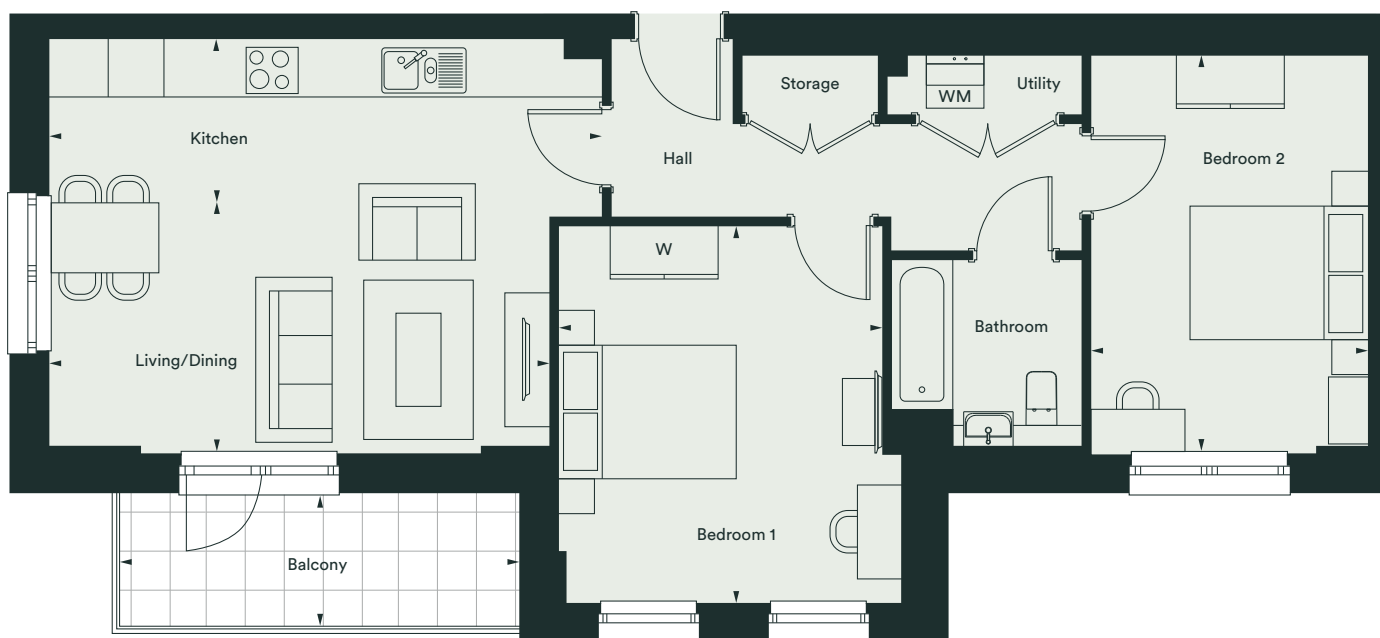 Storage
WM
Utility
Kitchen
Hall
Bedroom 2
W
Living/Dining
Bathroom
Bedroom 1
Balcony